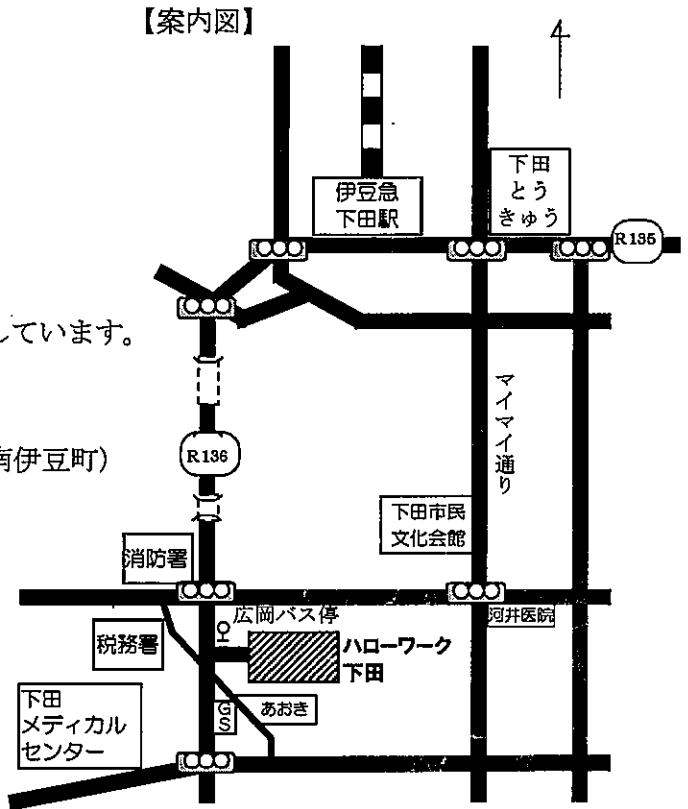 【案内図】
伊豆急
下田駅
下田
とう
きゅう
R135
しています。
マイマイ通り
南伊豆町)
R136
下田市民
文化会館
消防署
広岡バス停
河井医院
税務署
ハローワーク
下田
下田
メディカル
センター
GS
あおき